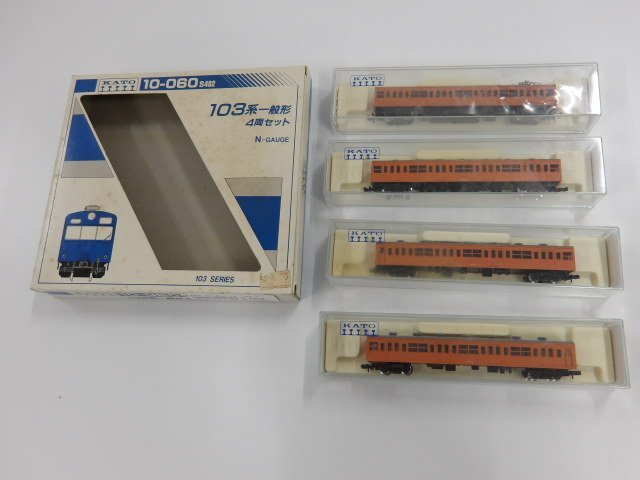 KATO
10-060 S402
103系一般形
4両セット
N-GAUGE
103 SERIES
KATO
KATO
KATO
KATO